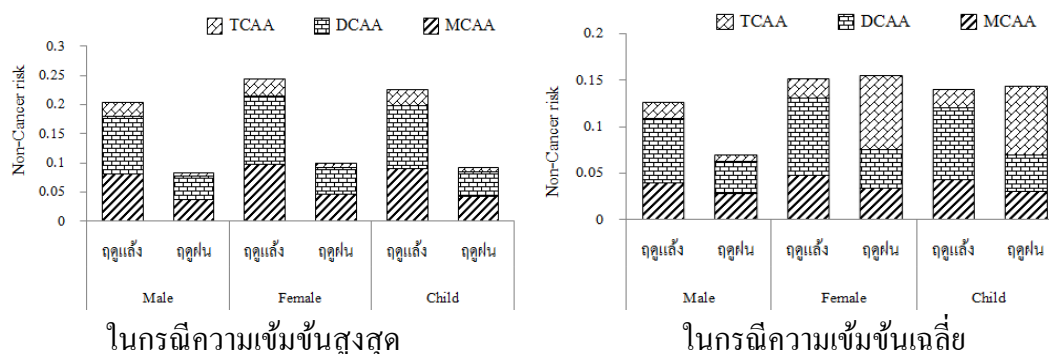 TCAA DCAA MCAA
Non-Cancer risk
0.3
0.25
0.2
0.15
0.1
0.05
0
ฤดูแล้ง ฤดูฝน ฤดูแล้ง ฤดูฝน ฤดูแล้ง ฤดูฝน
Male Female Child
ในกรณีความเข้มข้นสูงสุด
TCAA DCAA MCAA
Non-Cancer risk
0.2
0.15
0.1
0.05
0
ฤดูแล้ง ฤดูฝน ฤดูแล้ง ฤดูฝน ฤดูแล้ง ฤดูฝน
Male Female Child
ในกรณีความเข้มข้นเฉลี่ย